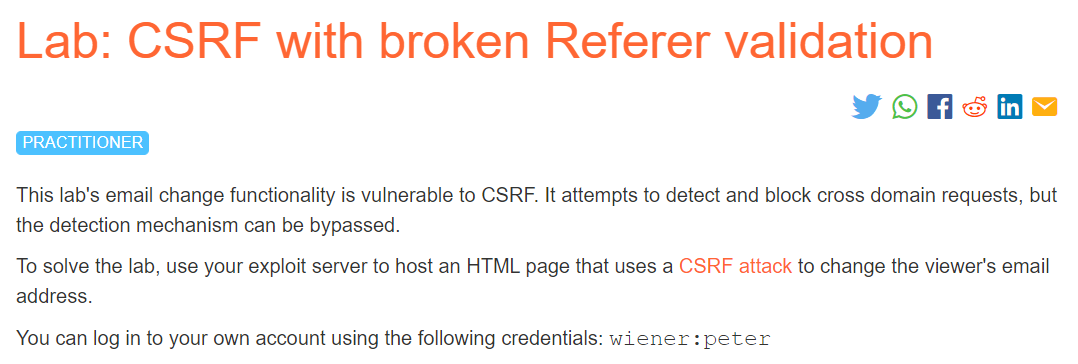 Lab: CSRF with broken Referer validation
PRACTITIONER
This lab's email change functionality is vulnerable to CSRF. It attempts to detect and block cross domain requests, but
the detection mechanism can be bypassed.
To solve the lab, use your exploit server to host an HTML page that uses a CSRF attack to change the viewer's email
address.
You can log in to your own account using the following credentials: wiener:peter